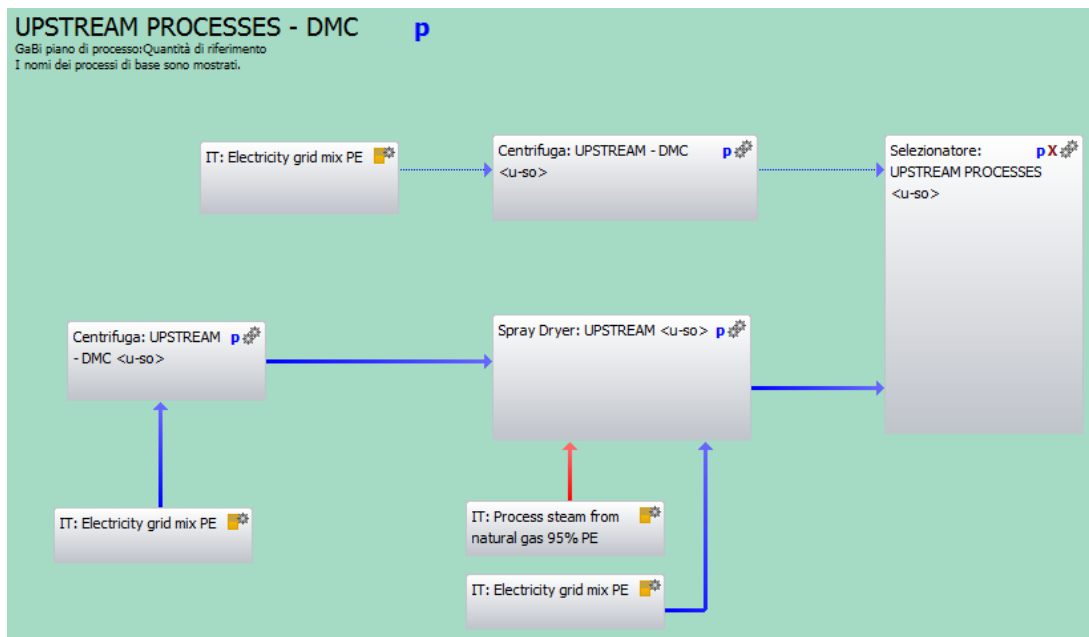 UPSTREAM PROCESSES - DMC p
GaBi piano di processo:Quantità di riferimento
I nomi dei processi di base sono mostrati.
IT: Electricity grid mix PE
Centrifuga: UPSTREAM - DMC p
<u-so>
Selezionatore: p X
UPSTREAM PROCESSES
<u-so>
Centrifuga: UPSTREAM p
- DMC <u-so>
Spray Dryer: UPSTREAM <u-so> p
IT: Electricity grid mix PE
IT: Process steam from
natural gas 95% PE
IT: Electricity grid mix PE